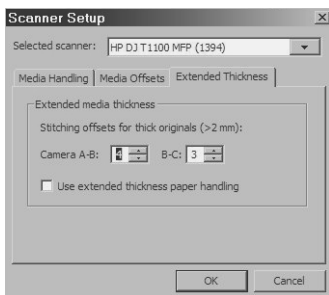 Scanner Setup
Selected scanner: HP DJ T1100 MFP (1394)
Media Handling Media Offsets Extended Thickness
Extended media thickness
Stitching offsets for thick originals (>2 mm):
Camera A-B: 4 B-C: 3
Use extended thickness paper handling
OK Cancel